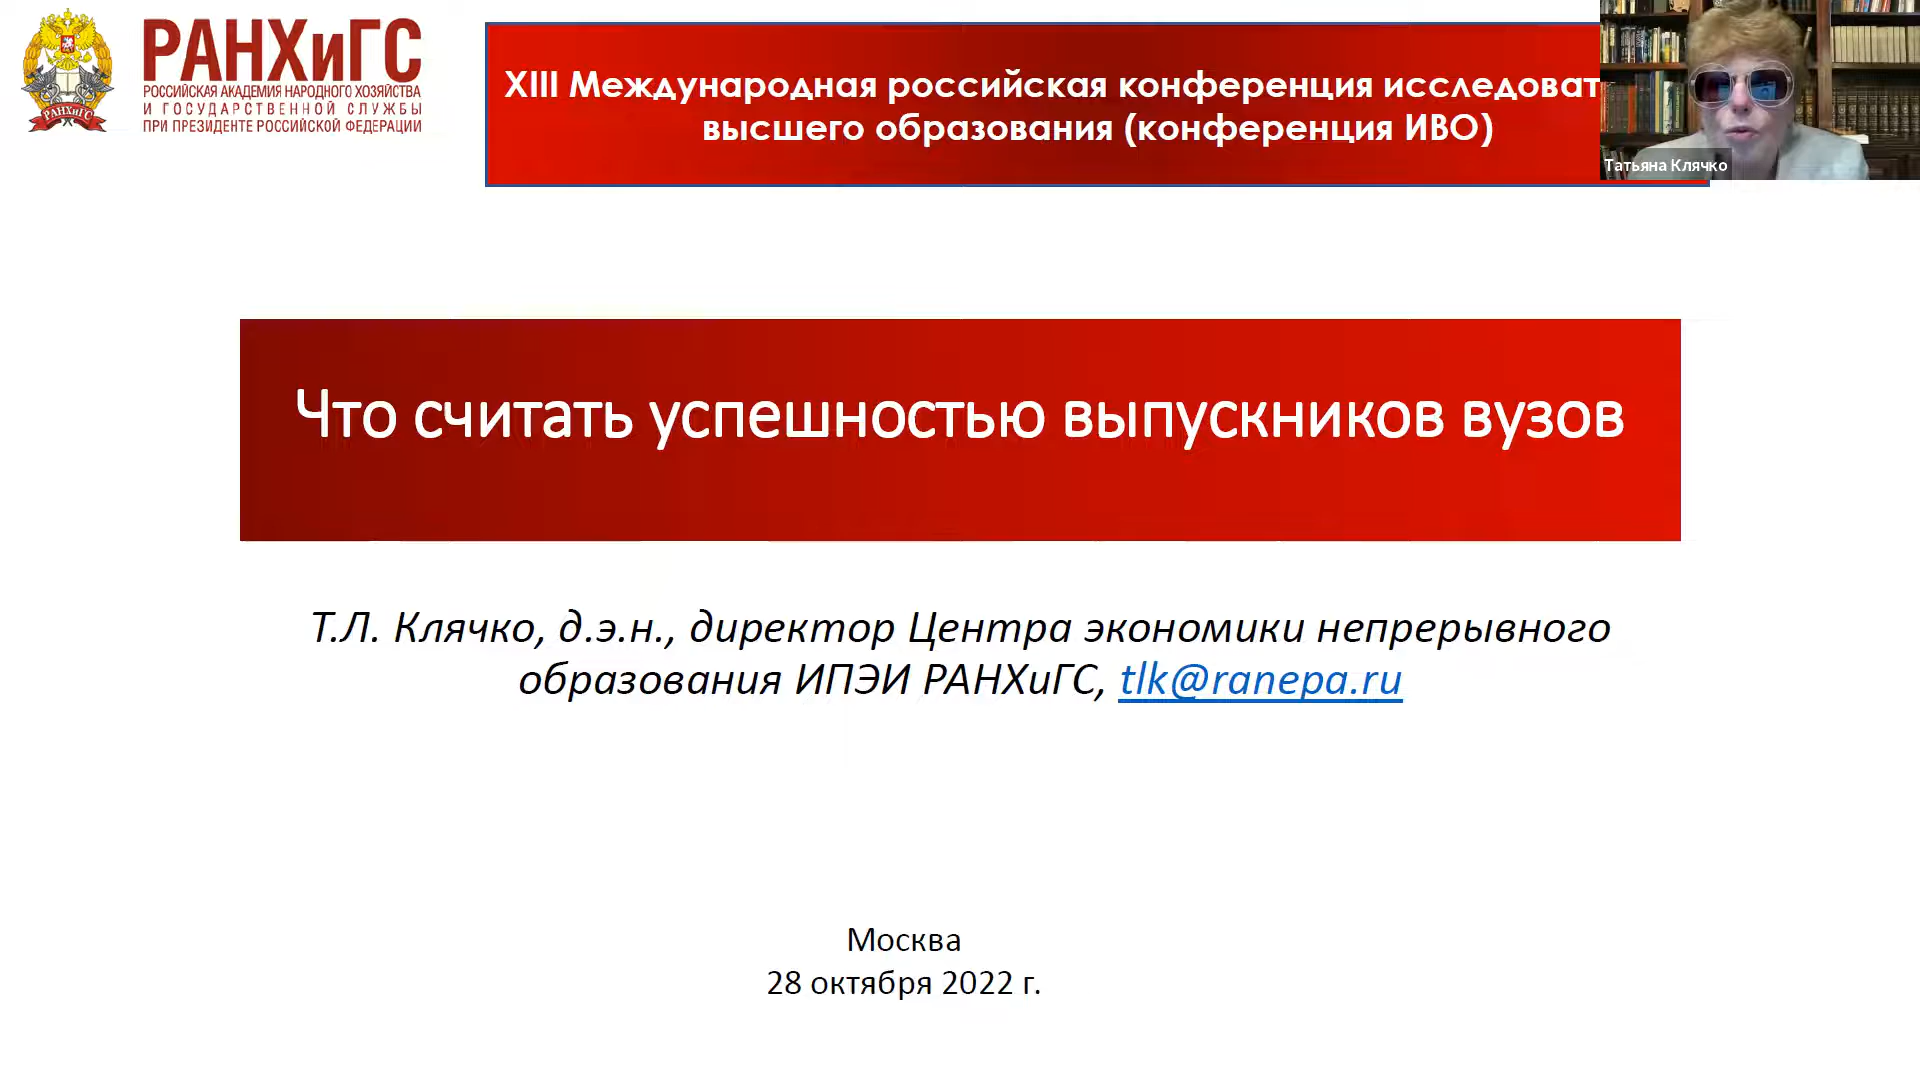 РАНХиГС
РОССИЙСКАЯ АКАДЕМИЯ НАРОДНОГО ХОЗЯЙСТВА
И ГОСУДАРСТВЕННОЙ СЛУЖБЫ
ПРИ ПРЕЗИДЕНТЕ РОССИЙСКОЙ ФЕДЕРАЦИИ
РАНХиГС
XIII Международная российская конференция исследоват
высшего образования (конференция ИВО)
Татьяна Клячко
Что считать успешностью выпускников вузов
Т.Л. Клячко, д.э.н., директор Центра экономики непрерывного
образования ИПЭИ РАНХиГС, tlk@ranepa.ru
Москва
28 октября 2022 г.